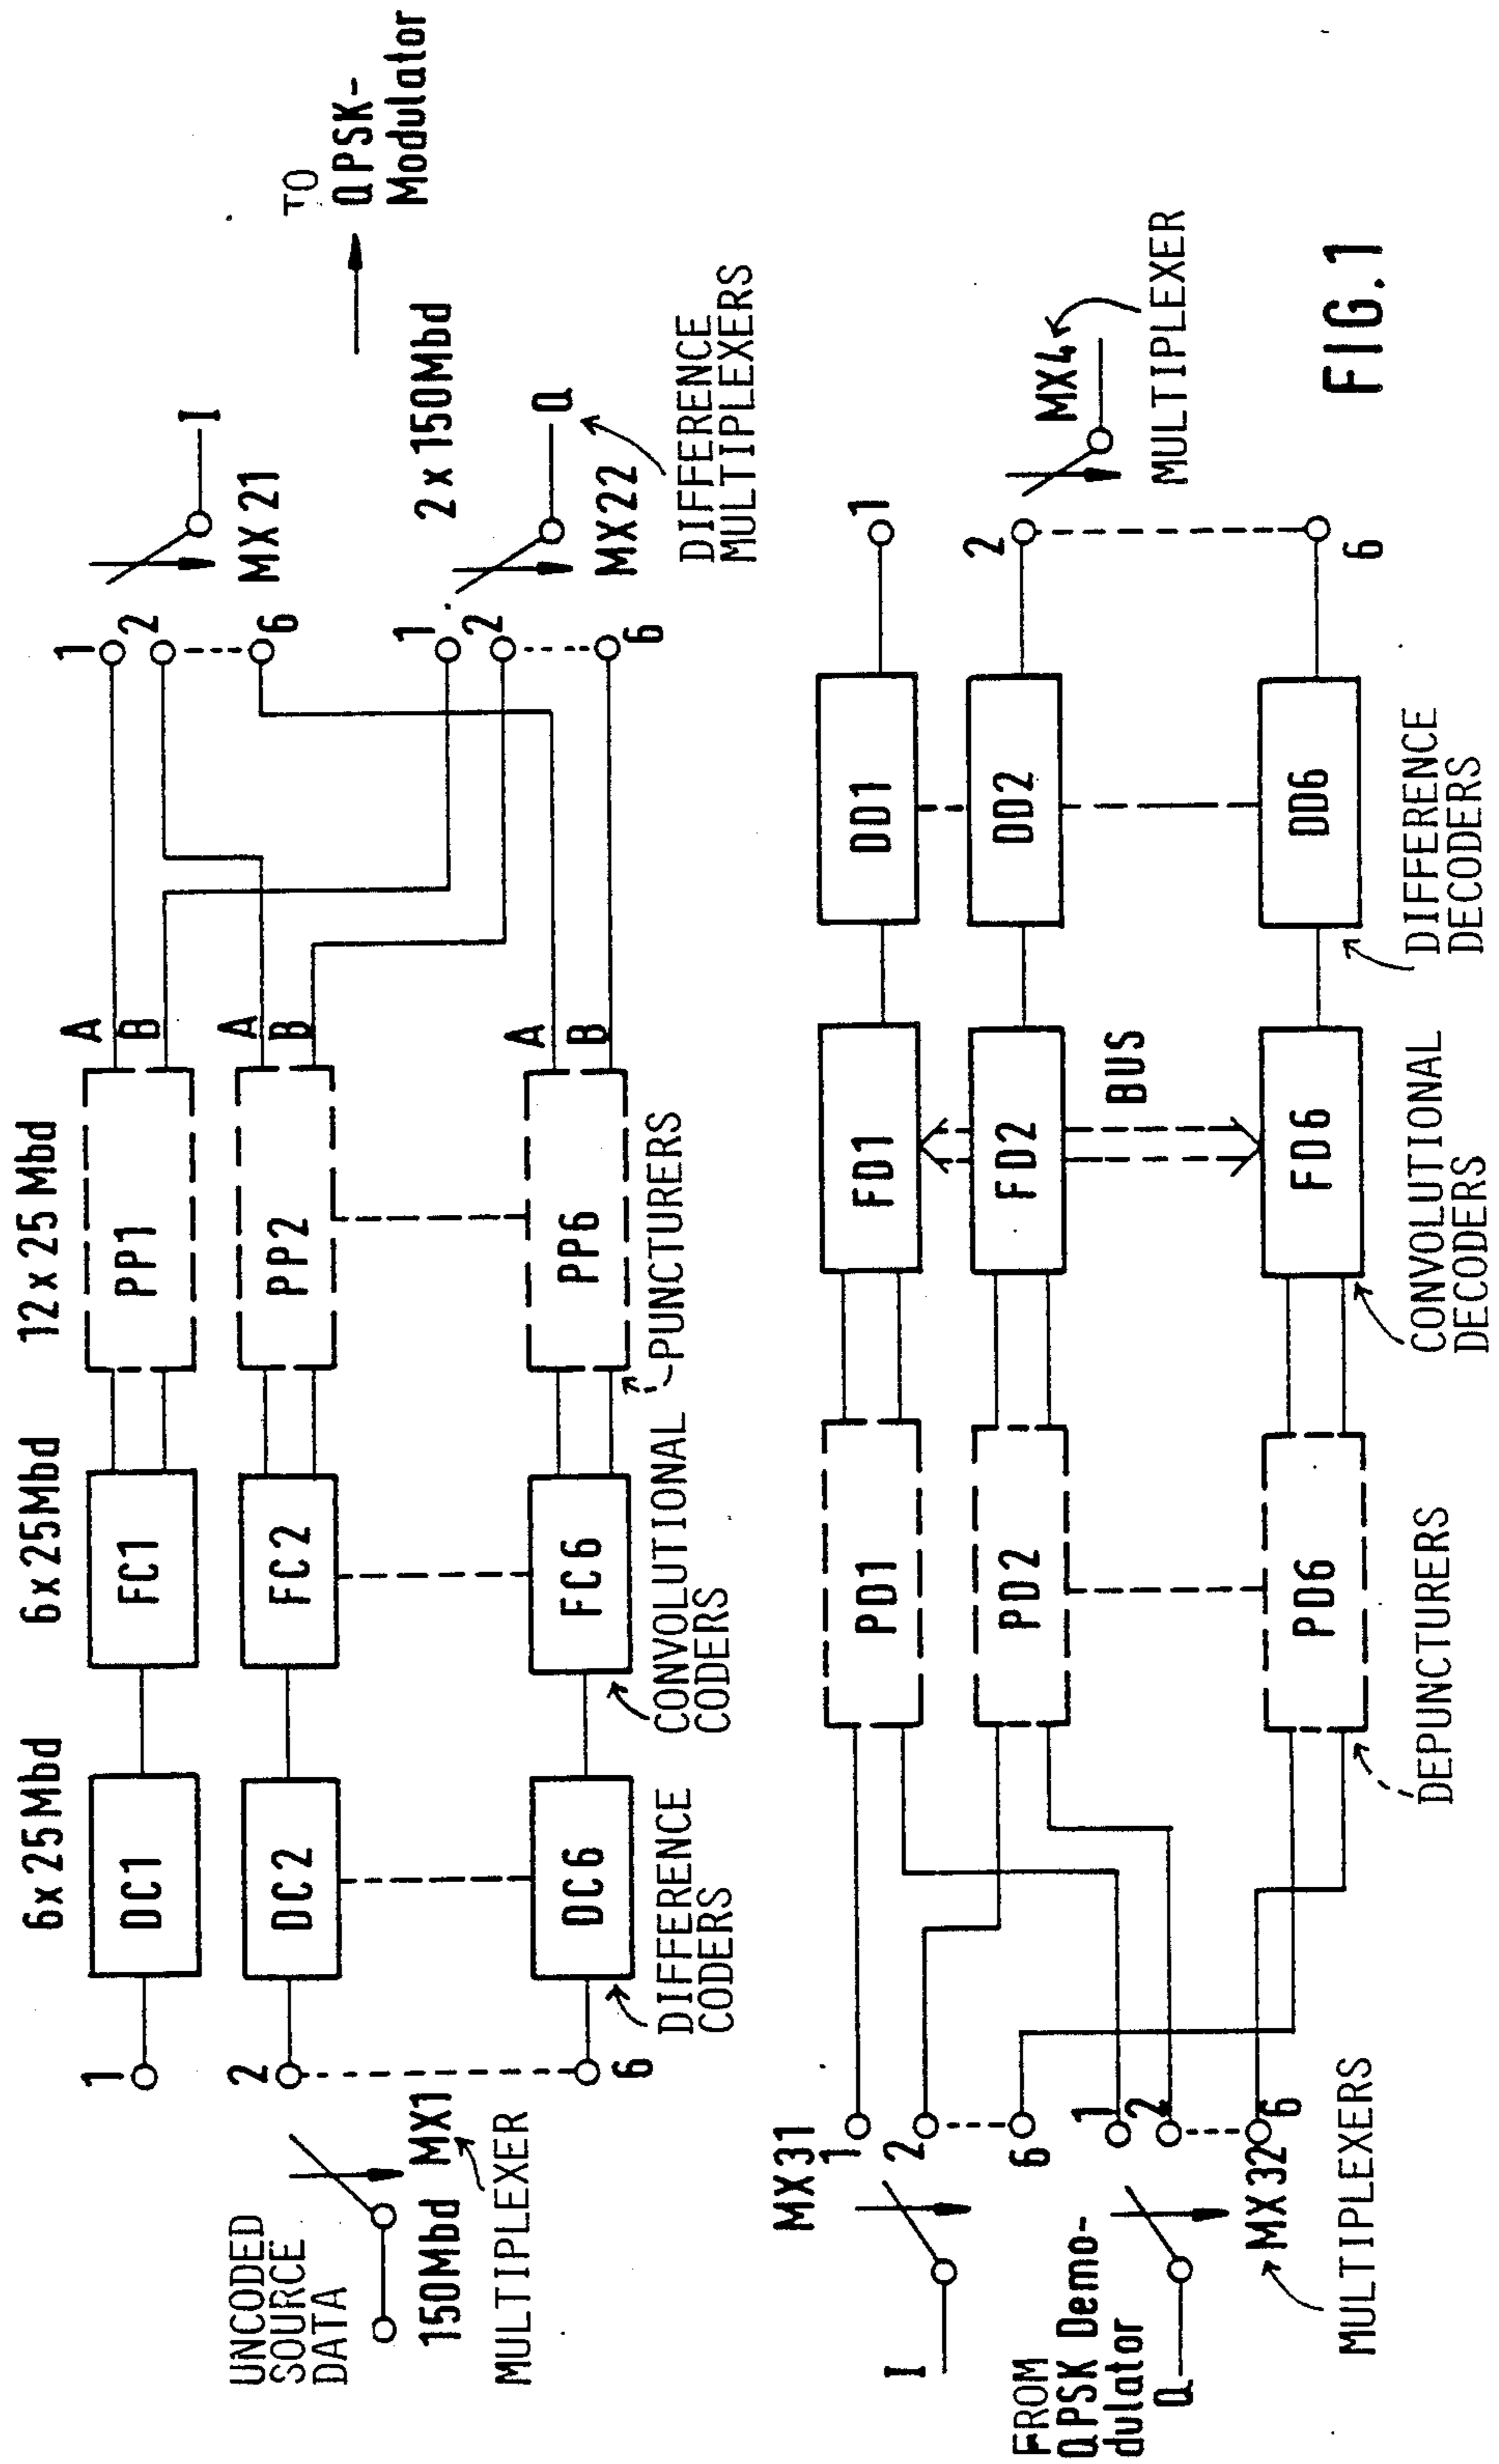 UNCODED
SOURCE
DATA
150Mbd MX1
MULTIPLEXER
1
2
6
6x25Mbd
DC1
DC2
DC6
DIFFERENCE
CODERS
6x25Mbd
FC1
FC2
FC6
CONVOLUTIONAL
CODERS
12x25 Mbd
PP1
PP2
PP6
PUNCTURERS
A
B
A
B
A
B
1
2
6
1
2
6
MX21
I
2x150Mbd
MX22
Q
DIFFERENCE
MULTIPLEXERS
TO
QPSK-
Modulator
FROM
QPSK Demo-
dulator
I
Q
MX31
1
2
6
1
2
6
MX32
MULTIPLEXERS
PD1
PD2
PD6
DEPUNCTURERS
FD1
FD2
BUS
FD6
CONVOLUTIONAL
DECODERS
DD1
DD2
DD6
DIFFERENCE
DECODERS
1
2
6
MX4
MULTIPLEXER
FIG.1